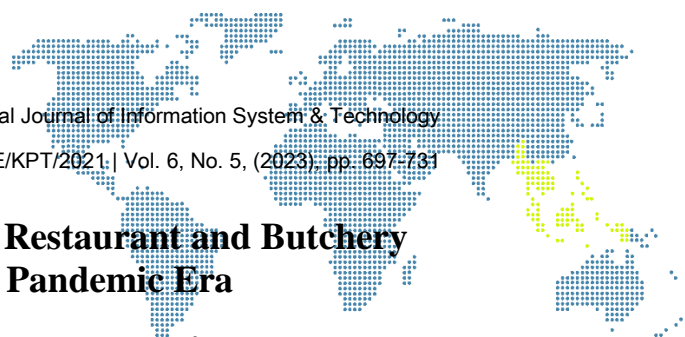 al Journal of Information System & Technology
E/KPT/2021 | Vol. 6, No. 5, (2023), pp. 697-731
Restaurant and Butchery
Pandemic Era